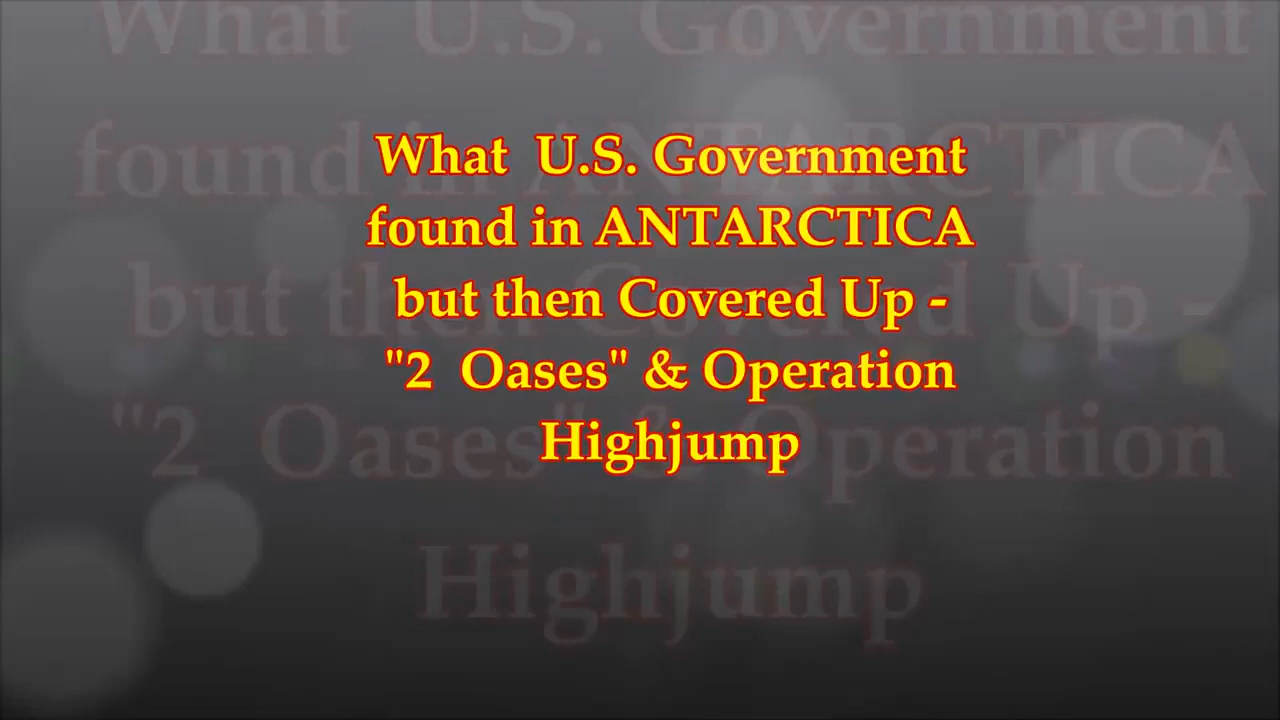 What  U.S. Government
found in ANTARCTICA
but then Covered Up -
"2  Oases" & Operation
Highjump